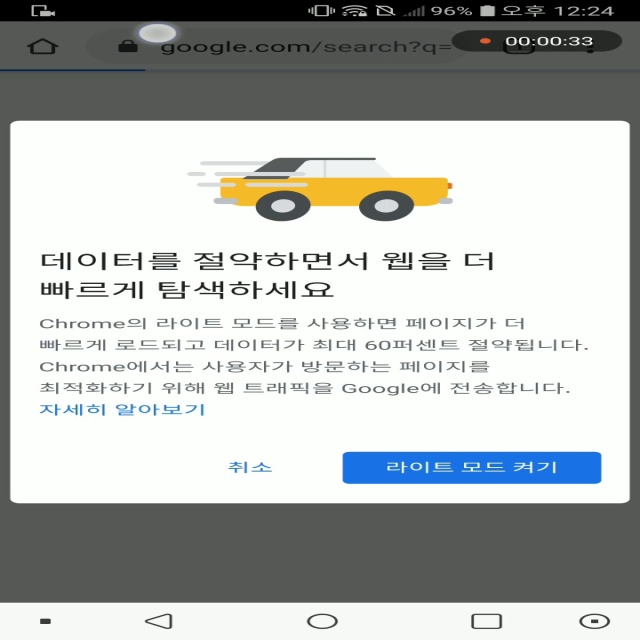 96% 오후 12:24
google.com/search?q=
00:00:33
데이터를 절약하면서 웹을 더
빠르게 탐색하세요
Chrome의 라이트 모드를 사용하면 페이지가 더
빠르게 로드되고 데이터가 최대 60퍼센트 절약됩니다.
Chrome에서는 사용자가 방문하는 페이지를
최적화하기 위해 웹 트래픽을 Google에 전송합니다.
자세히 알아보기
취소
라이트 모드 켜기